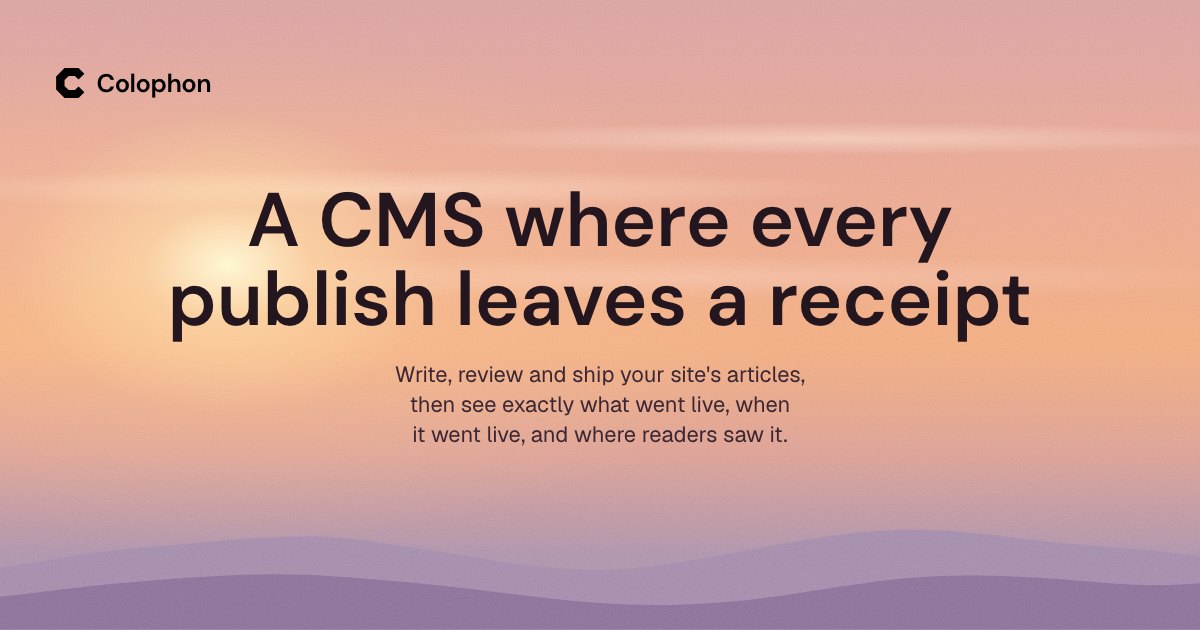 Colophon
A CMS where every
publish leaves a receipt
Write, review and ship your site's articles,
then see exactly what went live, when
it went live, and where readers saw it.